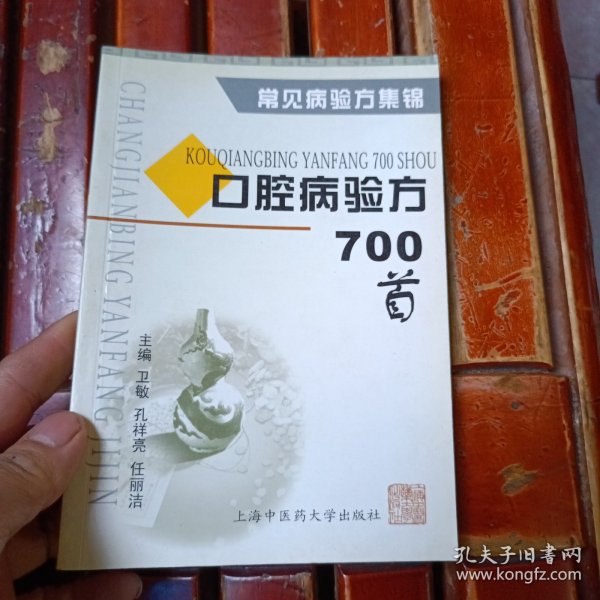 常见病验方集锦
KOUQIANGBING YANFANG 700 SHOU
口腔病验方
700
首
CHANGJIANBING YANFANG JIJIN
主编 卫敏 孔祥亮 任丽洁
上海中医药大学出版社
孔夫子旧书网
www.kongfz.com